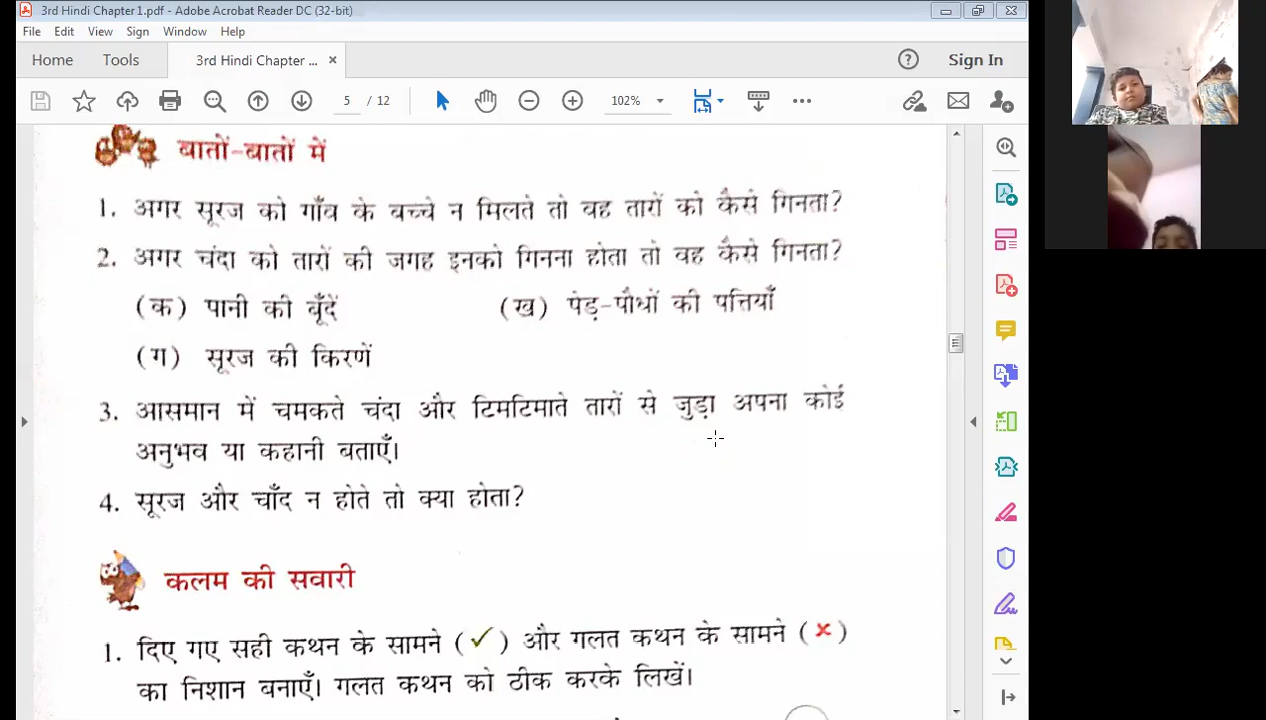 3rd Hindi Chapter 1.pdf - Adobe Acrobat Reader DC (32-bit)
File Edit View Sign Window Help
Home Tools 3rd Hindi Chapter ... × Sign In
5 / 12 102%
बातों-बातों में
1. अगर सूरज को गाँव के बच्चे न मिलते तो वह तारों को कैसे गिनता?
2. अगर चंदा को तारों की जगह इनको गिनना होता तो वह कैसे गिनता?
(क) पानी की बूँदें (ख) पेड़-पौधों की पत्तियाँ
(ग) सूरज की किरणें
3. आसमान में चमकते चंदा और टिमटिमाते तारों से जुड़ा अपना कोई
अनुभव या कहानी बताएँ।
4. सूरज और चाँद न होते तो क्या होता?
कलम की सवारी
1. दिए गए सही कथन के सामने (✓) और गलत कथन के सामने (×)
का निशान बनाएँ। गलत कथन को ठीक करके लिखें।